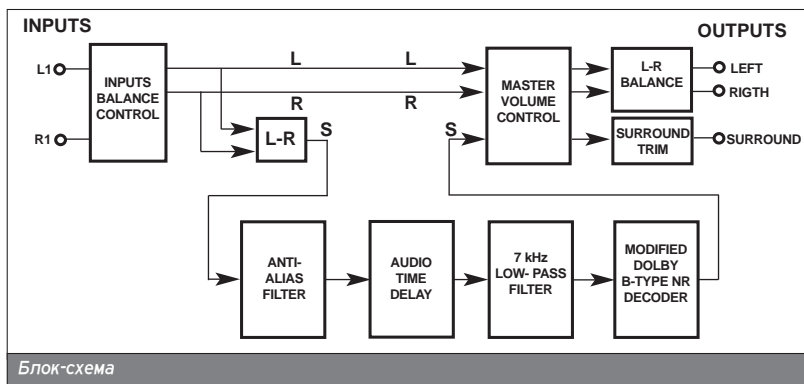 INPUTS
OUTPUTS
L1
R1
INPUTS
BALANCE
CONTROL
L
L
R
R
L-R
S
S
MASTER
VOLUME
CONTROL
L-R
BALANCE
LEFT
RIGTH
SURROUND
TRIM
SURROUND
ANTI-
ALIAS
FILTER
AUDIO
TIME
DELAY
7 kHz
LOW- PASS
FILTER
MODIFIED
DOLBY
B-TYPE NR
DECODER
Блок-схема